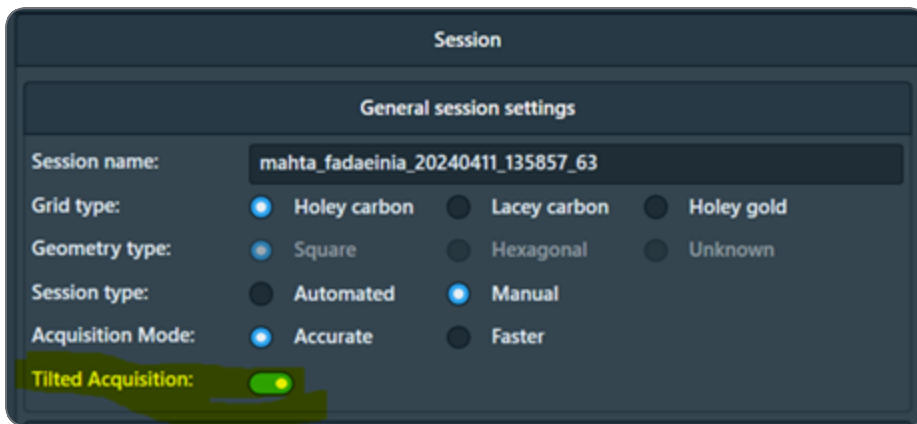 Session
General session settings
Session name: mahta_fadaeinia_20240411_135857_63
Grid type: Holey carbon Lacey carbon Holey gold
Geometry type: Square Hexagonal Unknown
Session type: Automated Manual
Acquisition Mode: Accurate Faster
Tilted Acquisition: